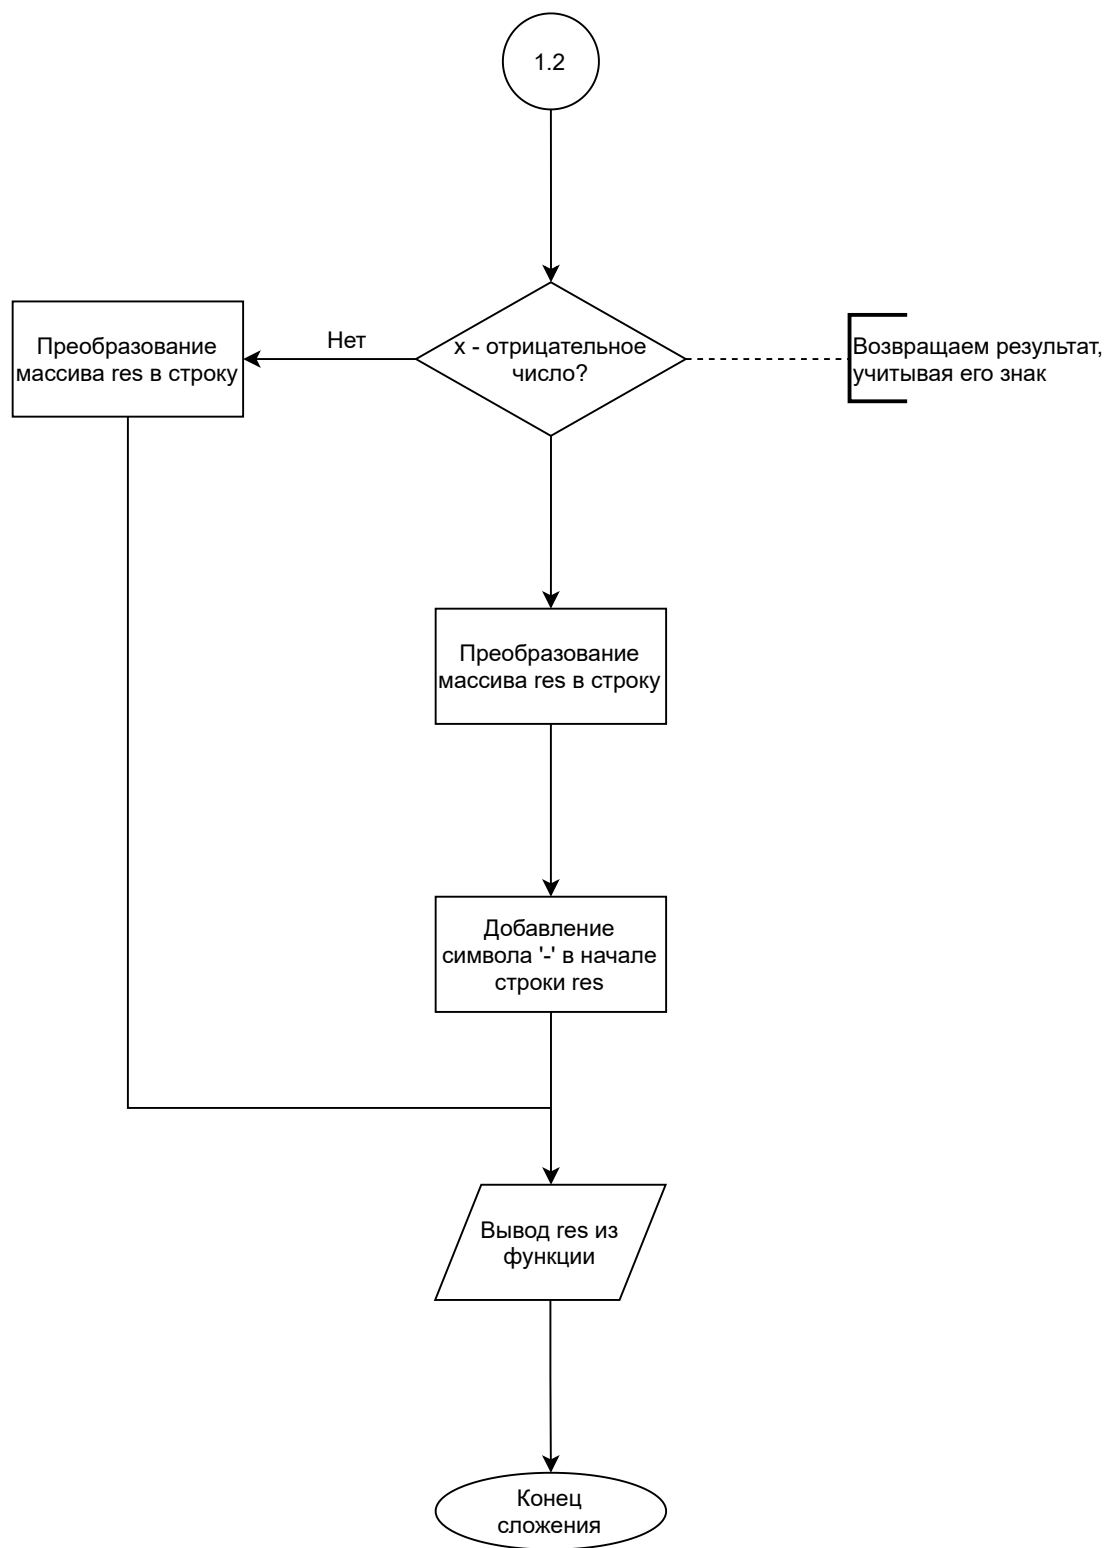 1.2
x - отрицательное
число?
Нет
Преобразование
массива res в строку
Возвращаем результат,
учитывая его знак
Преобразование
массива res в строку
Добавление
символа '-' в начале
строки res
Вывод res из
функции
Конец
сложения